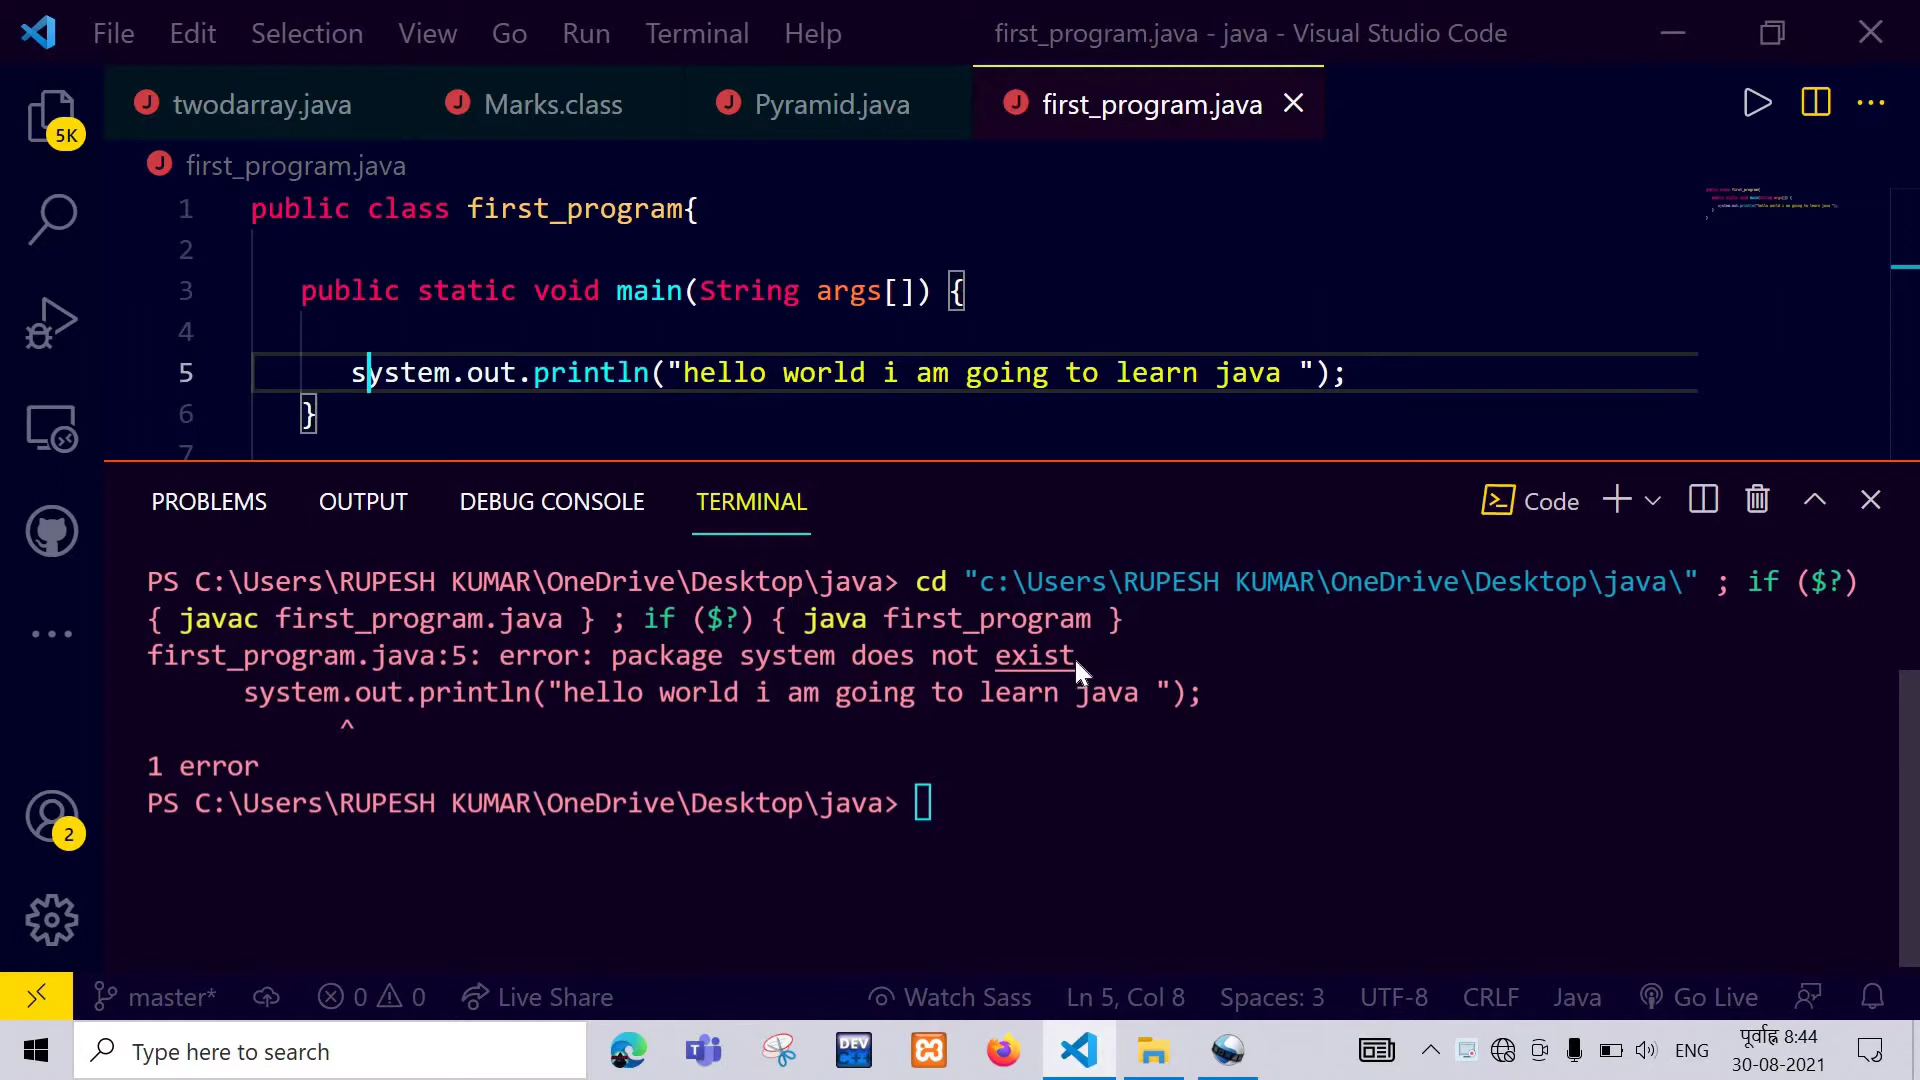 File Edit Selection View Go Run Terminal Help first_program.java - java - Visual Studio Code
twodarray.java Marks.class Pyramid.java first_program.java
5K
first_program.java
1 public class first_program{
2
3 public static void main(String args[]) {
4
5 system.out.println("hello world i am going to learn java ");
6 }
7
PROBLEMS OUTPUT DEBUG CONSOLE TERMINAL Code
PS C:\Users\RUPESH KUMAR\OneDrive\Desktop\java> cd "c:\Users\RUPESH KUMAR\OneDrive\Desktop\java\" ; if ($?)
{ javac first_program.java } ; if ($?) { java first_program }
first_program.java:5: error: package system does not exist
system.out.println("hello world i am going to learn java ");
^
1 error
PS C:\Users\RUPESH KUMAR\OneDrive\Desktop\java>
2
master* 0 0 Live Share Watch Sass Ln 5, Col 8 Spaces: 3 UTF-8 CRLF Java Go Live
Type here to search DEV C++ ENG पूर्वाह्न 8:44
30-08-2021